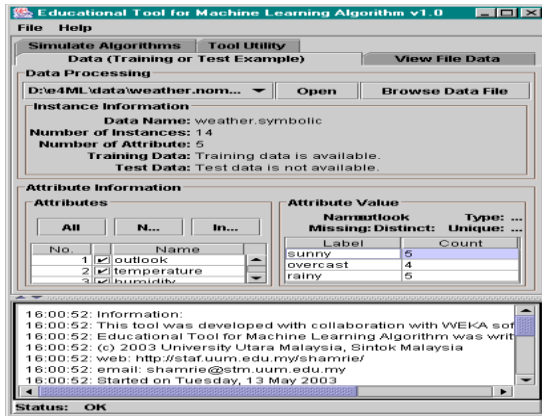 Educational Tool for Machine Learning Algorithm v1.0
File Help
Simulate Algorithms Tool Utility
Data (Training or Test Example) View File Data
Data Processing
D:\e4ML\data\weather.nom... Open Browse Data File
Instance Information
Data Name: weather.symbolic
Number of Instances: 14
Number of Attribute: 5
Training Data: Training data is available.
Test Data: Test data is not available.
Attribute Information
Attributes
All N... In...
No. Name
1 outlook
2 temperature
3 humidity
Attribute Value
Nam outlook Type: ...
Missing: Distinct: Unique: ...
Label Count
sunny 5
overcast 4
rainy 5
16:00:52: Information:
16:00:52: This tool was developed with collaboration with WEKA sof
16:00:52: Educational Tool for Machine Learning Algorithm was writ
16:00:52: (c) 2003 University Utara Malaysia, Sintok Malaysia
16:00:52: web: http://staf.uum.edu.my/shamrie/
16:00:52: email: shamrie@stm.uum.edu.my
16:00:52: Started on Tuesday, 13 May 2003
Status: OK